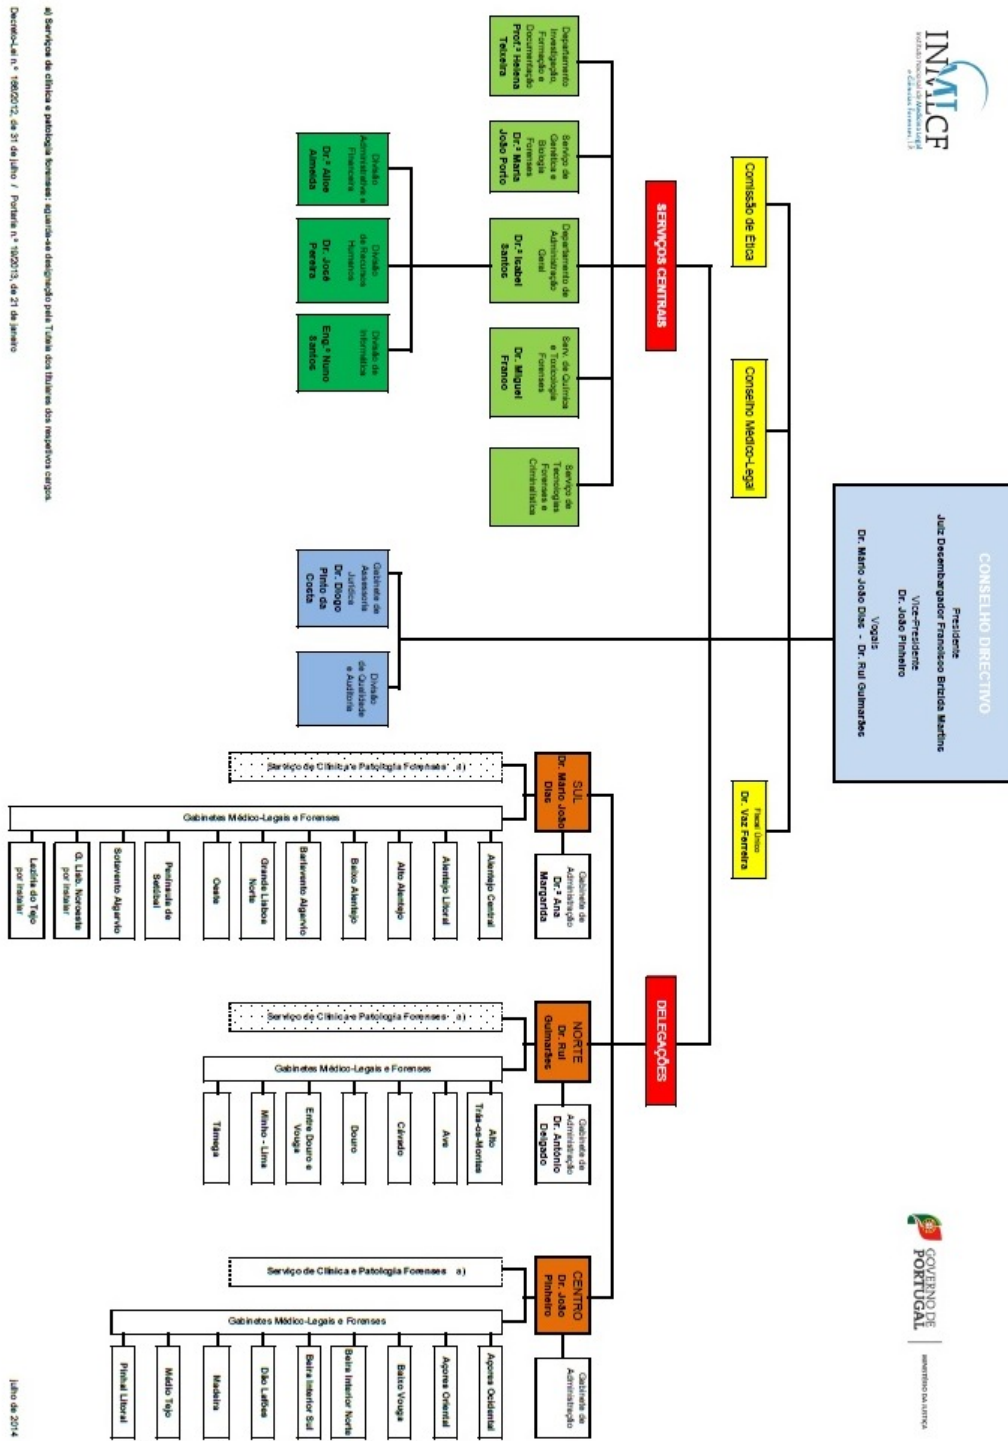 INMLCF
Instituto Nacional de Medicina Legal
e Ciências Forenses, I.P.
GOVERNO DE
PORTUGAL
MINISTÉRIO DA JUSTIÇA
CONSELHO DIRECTIVO
Presidente
Juiz Desembargador Francisco Brizida Martins
Vice-Presidente
Dr. João Pinheiro
Vogais
Dr. Mário João Dias - Dr. Rui Guimarães
Comissão de Ética
Conselho Médico-Legal
Fiscal Único
Dr. Vaz Ferreira
SERVIÇOS CENTRAIS
DELEGAÇÕES
Departamento
Investigação,
Formação e
Documentação
Prof.ª Helena
Teixeira
Serviço de
Genética e
Biologia
Forenses
Dr.ª Maria
João Porto
Departamento de
Administração
Geral
Dr.ª Isabel
Santos
Serv. de Química
e Toxicologia
Forenses
Dr. Miguel
Franco
Serviço de
Tecnologias
Forenses e
Criminalística
SUL
Dr. Mário João
Dias
Gabinete de
Administração
Dr.ª Ana
Margarida
NORTE
Dr. Rui
Guimarães
Gabinete de
Administração
Dr. António
Delgado
CENTRO
Dr. João
Pinheiro
Gabinete de
Administração
Divisão
Administrativa e
Financeira
Dr.ª Alice
Almeida
Divisão
de Recursos
Humanos
Dr. José
Pereira
Divisão de
Informática
Eng.º Nuno
Santos
Gabinete de
Assessoria
Jurídica
Dr. Diogo
Pinto da
Costa
Divisão
de Qualidade
e Auditoria
Serviço de Clínica e Patologia Forenses a)
Gabinetes Médico-Legais e Forenses
Alentejo Central
Alentejo Litoral
Alto Alentejo
Baixo Alentejo
Barlavento Algarvio
Grande Lisboa
Norte
Oeste
Península de
Setúbal
Sotavento Algarvio
G. Lisb. Noroeste
por instalar
Lezíria do Tejo
por instalar
Serviço de Clínica e Patologia Forenses a)
Gabinetes Médico-Legais e Forenses
Alto
Trás-os-Montes
Ave
Cávado
Douro
Entre Douro e
Vouga
Minho - Lima
Tâmega
Serviço de Clínica e Patologia Forenses a)
Gabinetes Médico-Legais e Forenses
Açores Ocidental
Açores Oriental
Baixo Vouga
Beira Interior Norte
Beira Interior Sul
Dão Lafões
Madeira
Médio Tejo
Pinhal Litoral
a) Serviços de clínica e patologia forenses: aguarda-se designação pela Tutela dos titulares dos respetivos cargos.
Decreto-Lei n.º 166/2012, de 31 de julho / Portaria n.º 19/2013, de 21 de janeiro
julho de 2014